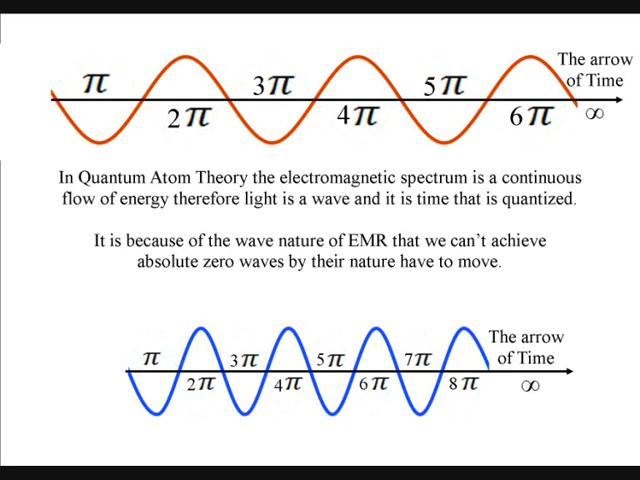 The arrow
of Time
π
3π
5π
2π
4π
6π
∞
In Quantum Atom Theory the electromagnetic spectrum is a continuous
flow of energy therefore light is a wave and it is time that is quantized.
It is because of the wave nature of EMR that we can't achieve
absolute zero waves by their nature have to move.
The arrow
of Time
π
3π
5π
7π
2π
4π
6π
8π
∞